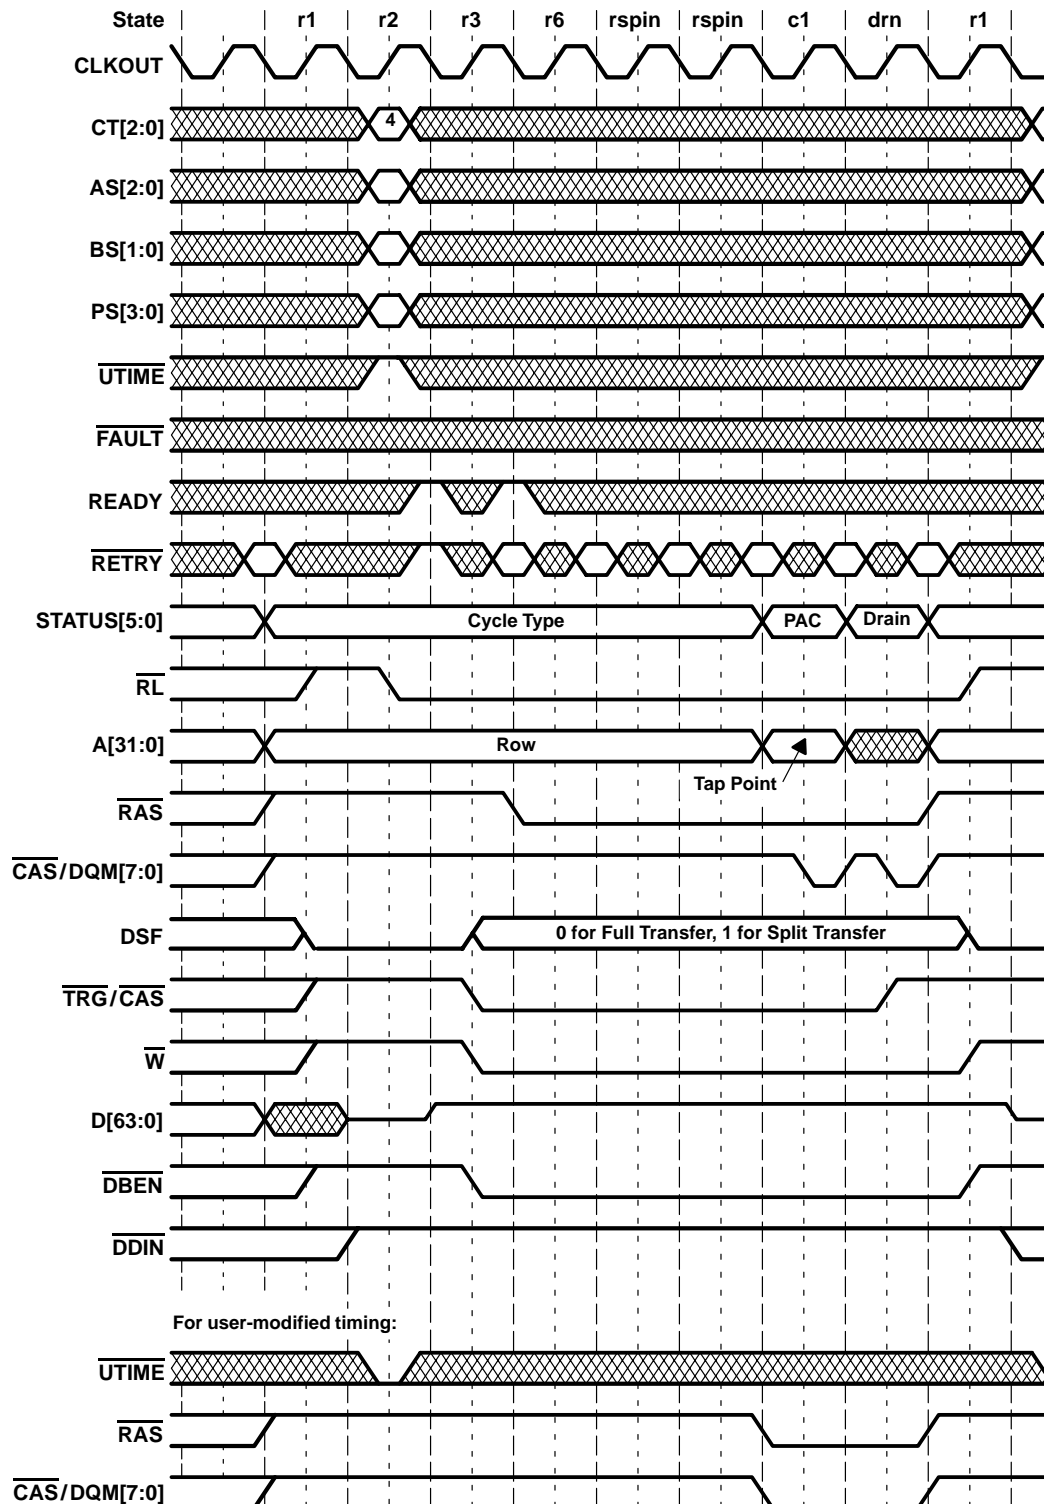 State r1 r2 r3 r6 rspin rspin c1 drn r1
CLKOUT
CT[2:0] 4
AS[2:0]
BS[1:0]
PS[3:0]
UTIME
FAULT
READY
RETRY
STATUS[5:0] Cycle Type PAC Drain
RL
A[31:0] Row
Tap Point
RAS
CAS/DQM[7:0]
DSF 0 for Full Transfer, 1 for Split Transfer
TRG/CAS
W
D[63:0]
DBEN
DDIN
For user-modified timing:
UTIME
RAS
CAS/DQM[7:0]